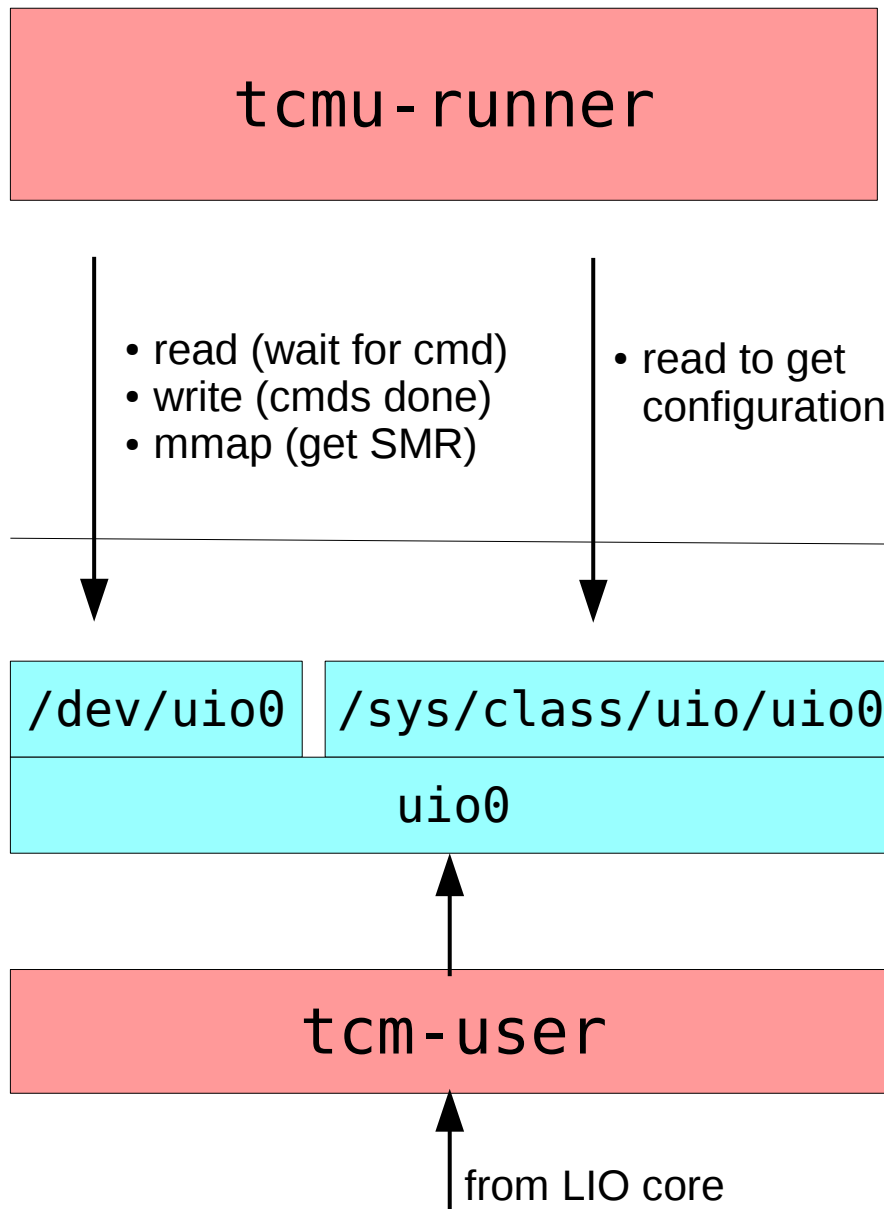 tcmu-runner
• read (wait for cmd)
• write (cmds done)
• mmap (get SMR)
• read to get
configuration
/dev/uio0
/sys/class/uio/uio0
uio0
tcm-user
from LIO core